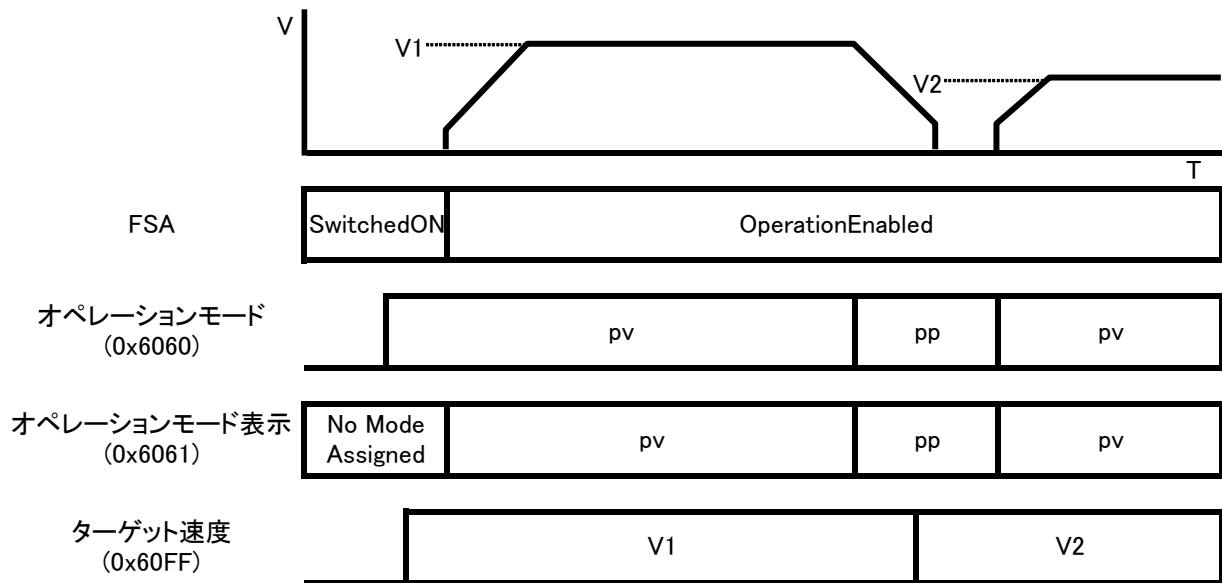 V
V1
V2
T
FSA
SwitchedON
OperationEnabled
オペレーションモード
(0x6060)
pv
pp
pv
オペレーションモード表示
(0x6061)
No Mode
Assigned
pv
pp
pv
ターゲット速度
(0x60FF)
V1
V2